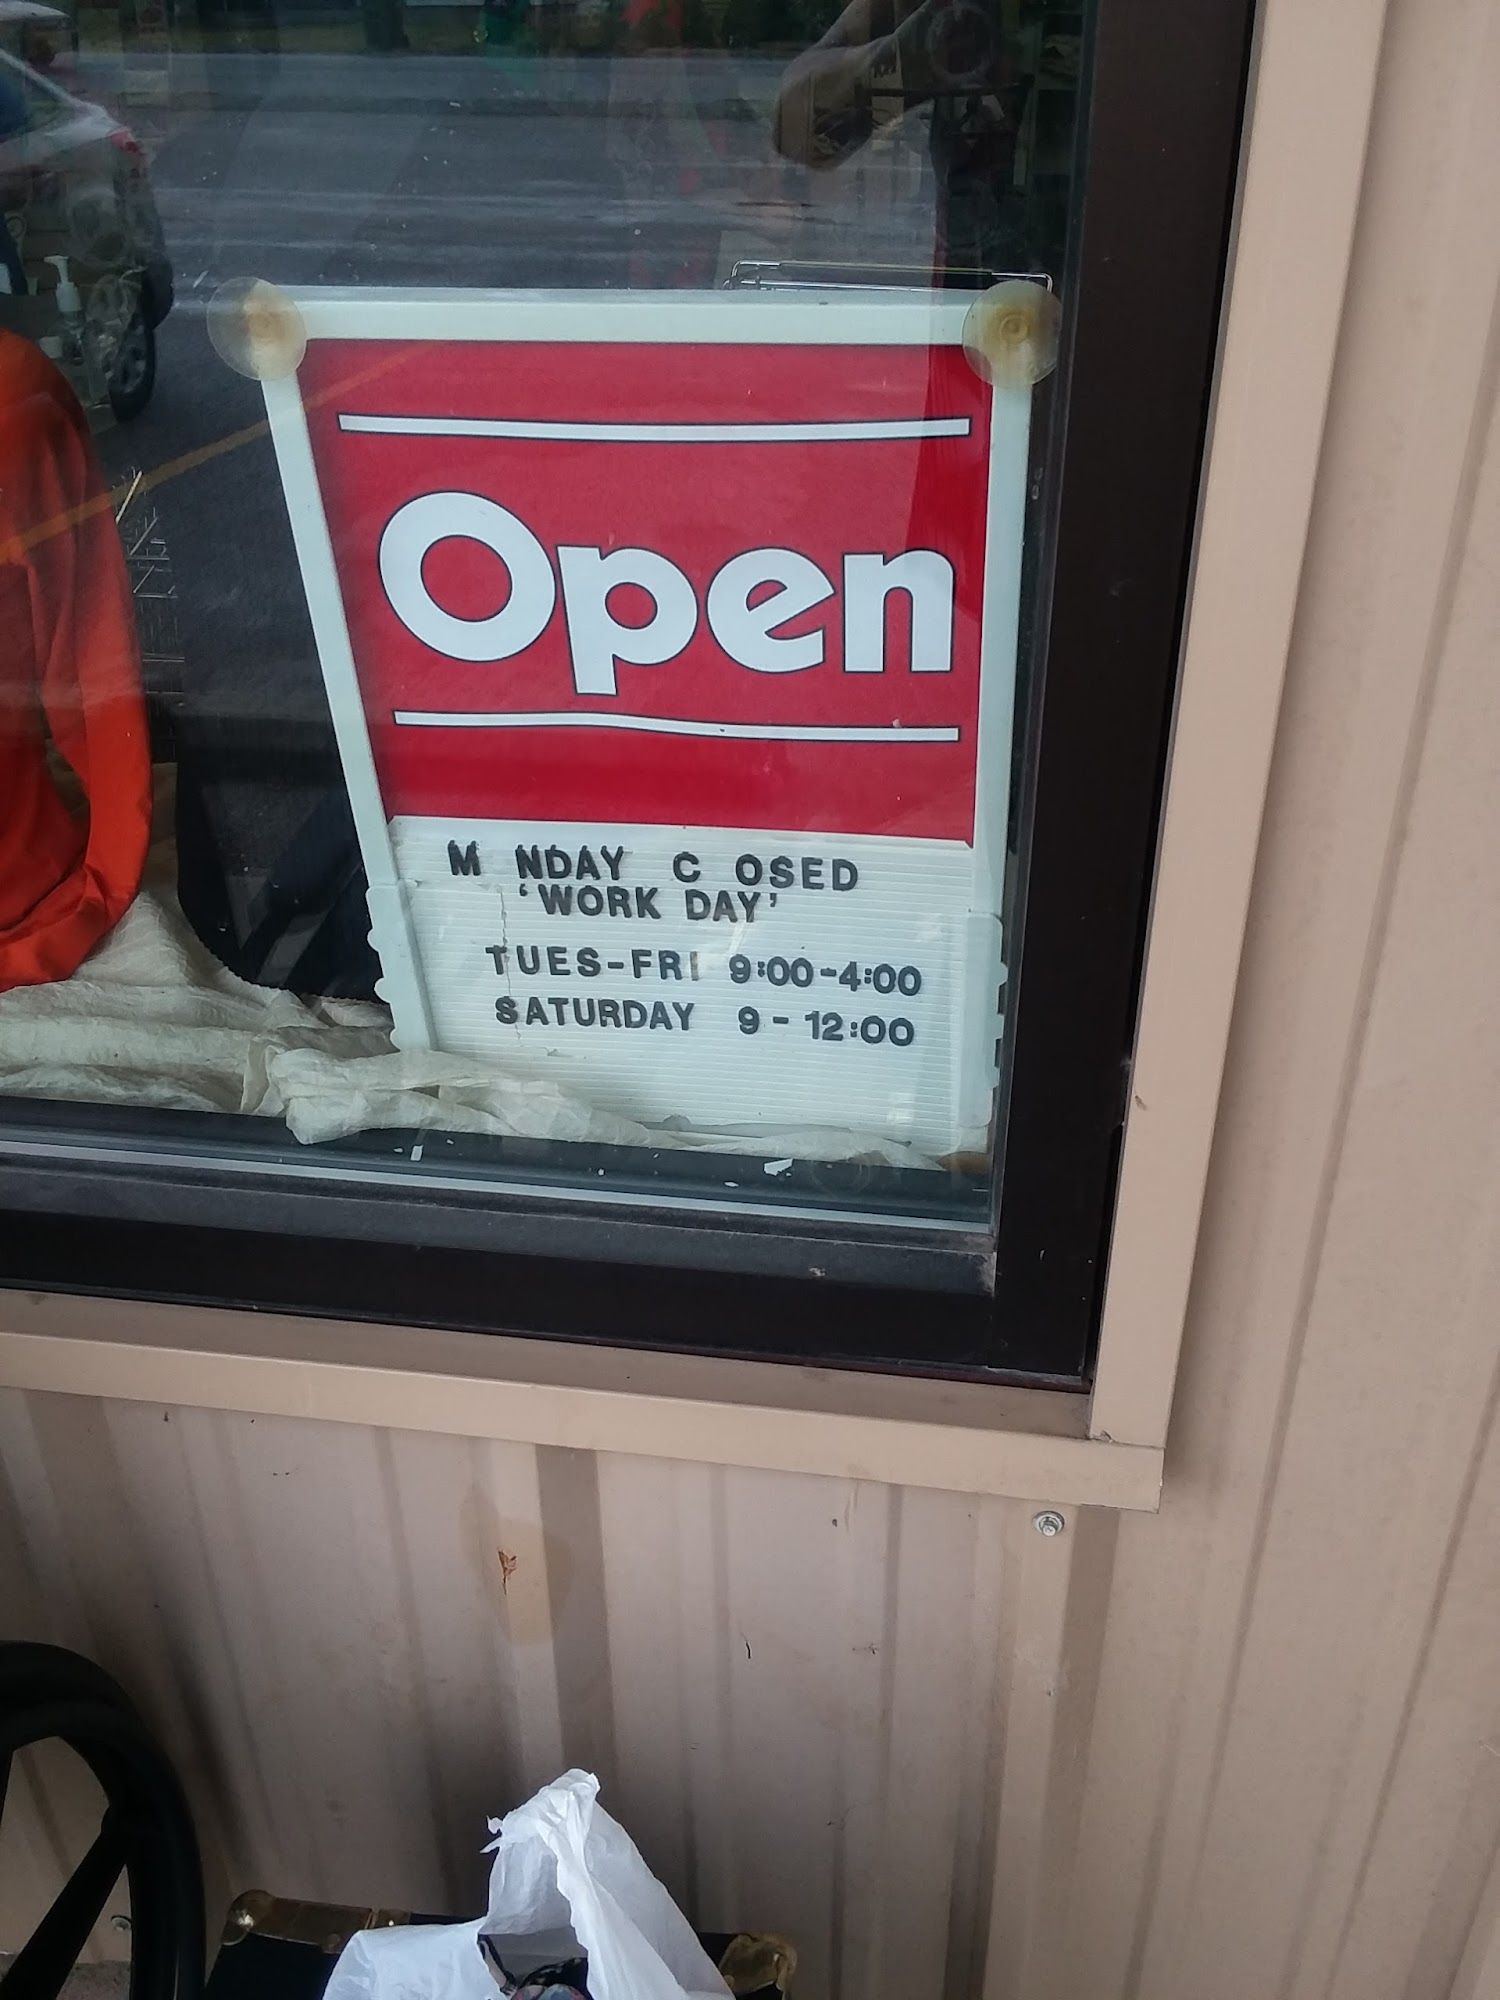 Open
M NDAY C OSED
‘WORK DAY’
TUES-FRI 9:00-4:00
SATURDAY 9 - 12:00